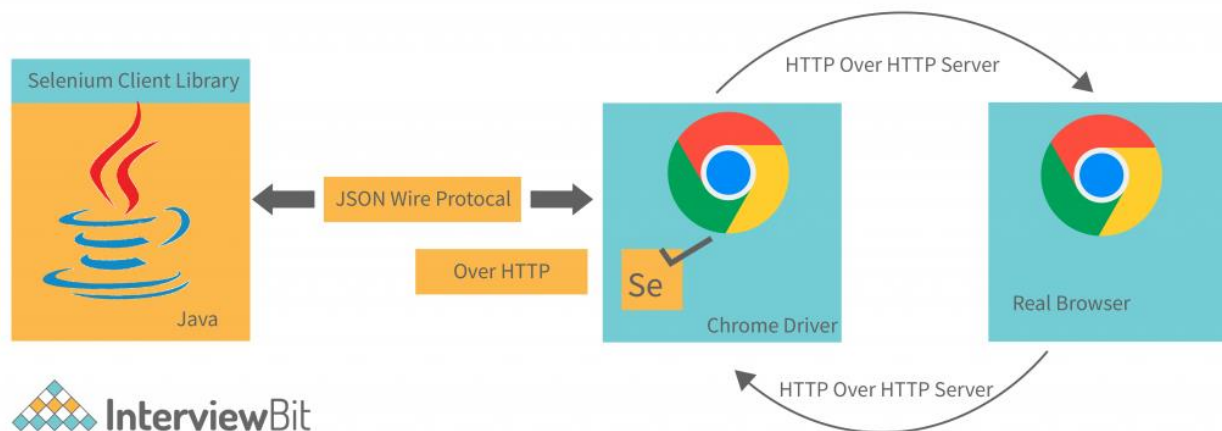 HTTP Over HTTP Server
Selenium Client Library
JSON Wire Protocal
Over HTTP
Se
Java
Chrome Driver
Real Browser
HTTP Over HTTP Server
InterviewBit